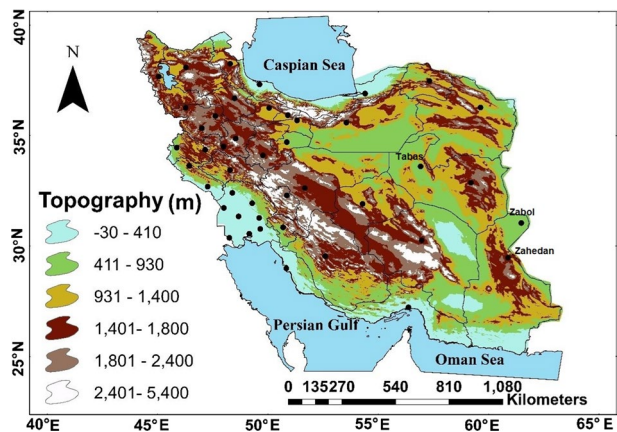 40°N
35°N
30°N
25°N
N
Caspian Sea
Tabas
Zabol
Zahedan
Topography (m)
-30 - 410
411 - 930
931 - 1,400
1,401- 1,800
1,801 - 2,400
2,401- 5,400
Persian Gulf
Oman Sea
0 135270 540 810 1,080
Kilometers
40°E 45°E 50°E 55°E 60°E 65°E